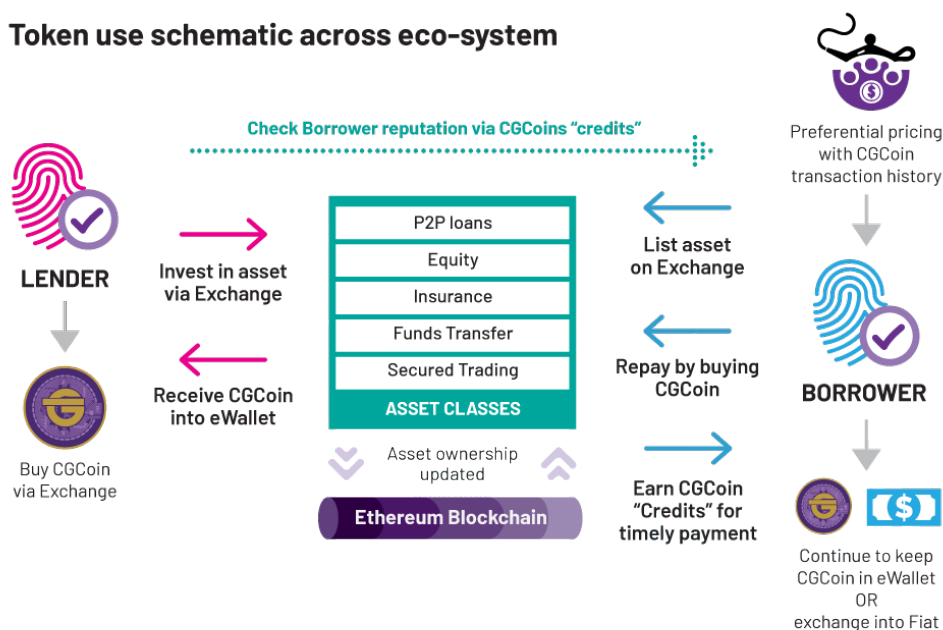 Token use schematic across eco-system
Check Borrower reputation via CGCoins “credits”
LENDER
Buy CGCoin
via Exchange
Invest in asset
via Exchange
Receive CGCoin
into eWallet
P2P loans
Equity
Insurance
Funds Transfer
Secured Trading
ASSET CLASSES
Asset ownership
updated
Ethereum Blockchain
List asset
on Exchange
Repay by buying
CGCoin
Earn CGCoin
“Credits” for
timely payment
$
Preferential pricing
with CGCoin
transaction history
BORROWER
$
Continue to keep
CGCoin in eWallet
OR
exchange into Fiat